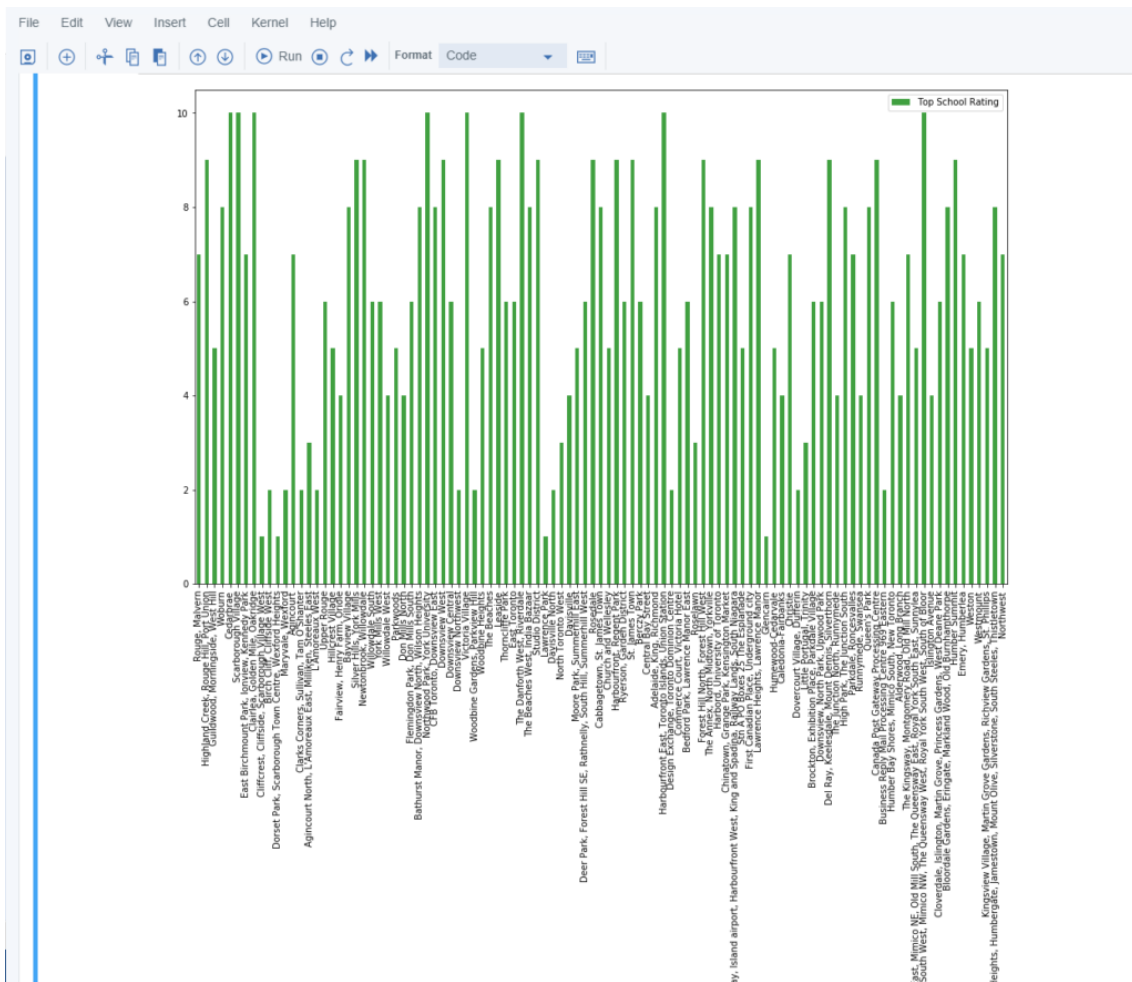 File Edit View Insert Cell Kernel Help
Run Format Code
Top School Rating
10
8
6
4
2
0
Rouge, Malvern
Highland Creek, Rouge Hill, Port Union
Guildwood, Morningside, West Hill
Woburn
Cedarbrae
Scarborough Village
East Birchmount Park, Ionview, Kennedy Park
Clairlea, Golden Mile, Oakridge
Cliffcrest, Cliffside, Scarborough Village West
Birch Cliff, Cliffside West
Dorset Park, Scarborough Town Centre, Wexford Heights
Maryvale, Wexford
Agincourt
Clarks Corners, Sullivan, Tam O'Shanter
Agincourt North, L'Amoreaux East, Milliken, Steeles East
L'Amoreaux West
Upper Rouge
Hillcrest Village
Fairview, Henry Farm, Oriole
Bayview Village
Silver Hills, York Mills
Newtonbrook, Willowdale
Willowdale South
York Mills West
Willowdale West
Parkwoods
Don Mills North
Flemingdon Park, Don Mills South
Bathurst Manor, Downsview North, Wilson Heights
Northwood Park, York University
CFB Toronto, Downsview East
Downsview West
Downsview Central
Downsview Northwest
Victoria Village
Woodbine Gardens, Parkview Hill
Woodbine Heights
The Beaches
Leaside
Thorncliffe Park
East Toronto
The Danforth West, Riverdale
The Beaches West, India Bazaar
Studio District
Lawrence Park
Davisville North
North Toronto West
Davisville
Moore Park, Summerhill East
Deer Park, Forest Hill SE, Rathnelly, South Hill, Summerhill West
Rosedale
Cabbagetown, St. James Town
Church and Wellesley
Harbourfront, Regent Park
Ryerson, Garden District
St. James Town
Berczy Park
Central Bay Street
Adelaide, King, Richmond
Harbourfront East, Toronto Islands, Union Station
Design Exchange, Toronto Dominion Centre
Commerce Court, Victoria Hotel
Bedford Park, Lawrence Manor East
Roselawn
Forest Hill North, Forest Hill West
The Annex, North Midtown, Yorkville
Harbord, University of Toronto
Chinatown, Grange Park, Kensington Market
ay, Island airport, Harbourfront West, King and Spadina, Railway Lands, South Niagara
Stn A PO Boxes 25 The Esplanade
First Canadian Place, Underground city
Lawrence Heights, Lawrence Manor
Glencairn
Humewood-Cedarvale
Caledonia-Fairbanks
Christie
Dovercourt Village, Dufferin
Little Portugal, Trinity
Brockton, Exhibition Place, Parkdale Village
Downsview, North Park, Upwood Park
Del Ray, Keelesdale, Mount Dennis, Silverthorn
The Junction North, Runnymede
High Park, The Junction South
Parkdale, Roncesvalles
Runnymede, Swansea
Queen's Park
Canada Post Gateway Processing Centre
Business Reply Mail Processing Centre 969 Eastern
Humber Bay Shores, Mimico South, New Toronto
Alderwood, Long Branch
The Kingsway, Montgomery Road, Old Mill North
ast, Mimico NE, Old Mill South, The Queensway East, Royal York South East, Sunnylea
South West, Mimico NW, The Queensway West, Royal York South West, South of Bloor
Islington Avenue
Cloverdale, Islington, Martin Grove, Princess Gardens, West Deane Park
Bloordale Gardens, Eringate, Markland Wood, Old Burnhamthorpe
Humber Summit
Emery, Humberlea
Weston
Westmount
Kingsview Village, Martin Grove Gardens, Richview Gardens, St. Phillips
leights, Humbergate, Jamestown, Mount Olive, Silverstone, South Steeles, Thistletown
Northwest